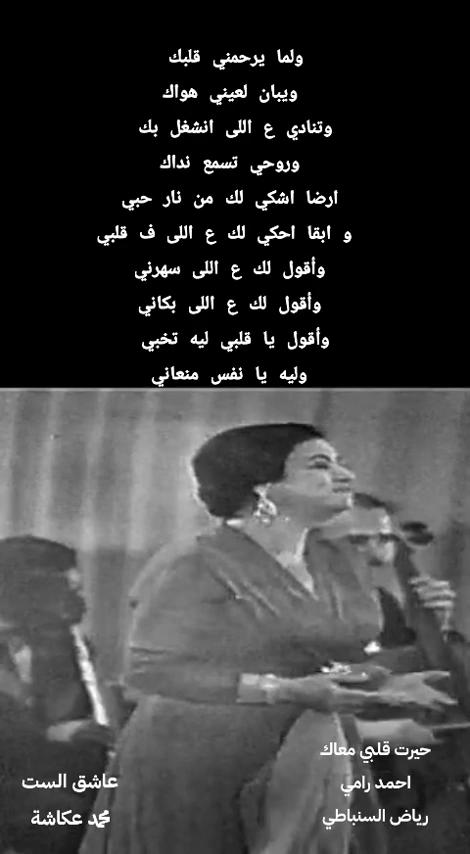 ولما يرحمني قلبك
ويبان لعيني هواك
وتنادي ع اللى انشغل بك
وروحي تسمع نداك
ارضا اشكي لك من نار حبي
و ابقا احكي لك ع اللى ف قلبي
وأقول لك ع اللى سهرني
وأقول لك ع اللى بكاني
وأقول يا قلبي ليه تخبي
وليه يا نفس منعاني
حيرت قلبي معاك
احمد رامي
رياض السنباطي
عاشق الست
محمد عكاشة